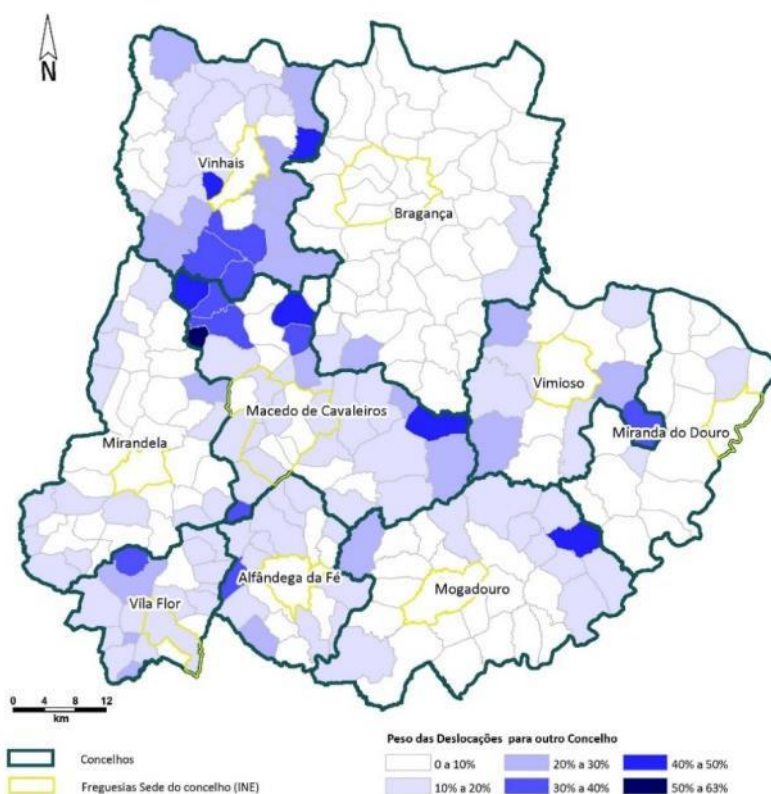 N
Vinhais
Bragança
Vimioso
Macedo de Cavaleiros
Miranda do Douro
Mirandela
Alfândega da Fé
Mogadouro
Vila Flor
0 4 8 12
km
Concelhos
Freguesias Sede do concelho (INE)
Peso das Deslocações para outro Concelho
0 a 10%
20% a 30%
40% a 50%
10% a 20%
30% a 40%
50% a 63%